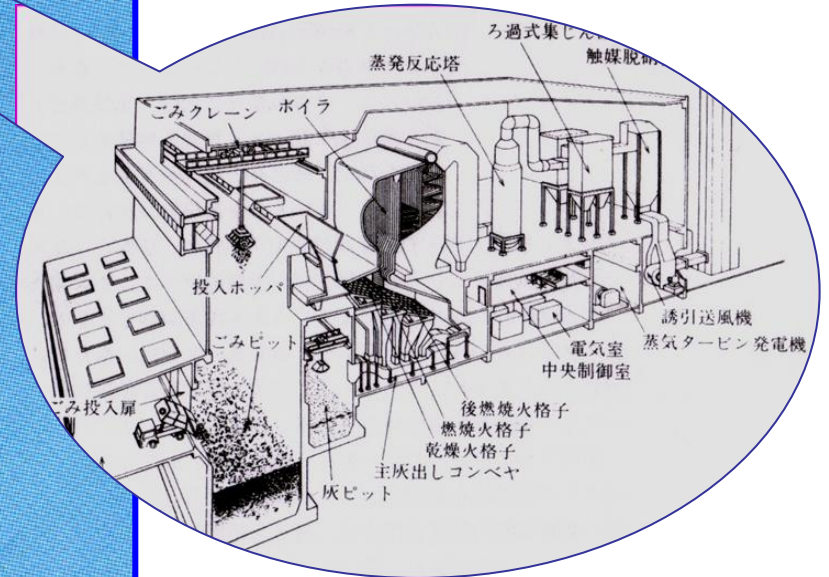 ろ過式集じん
触媒脱硝
蒸発反応塔
ごみクレーン
ボイラ
投入ホッパ
ごみピット
ごみ投入扉
誘引送風機
蒸気タービン発電機
電気室
中央制御室
後燃焼火格子
燃焼火格子
乾燥火格子
主灰出しコンベヤ
灰ピット